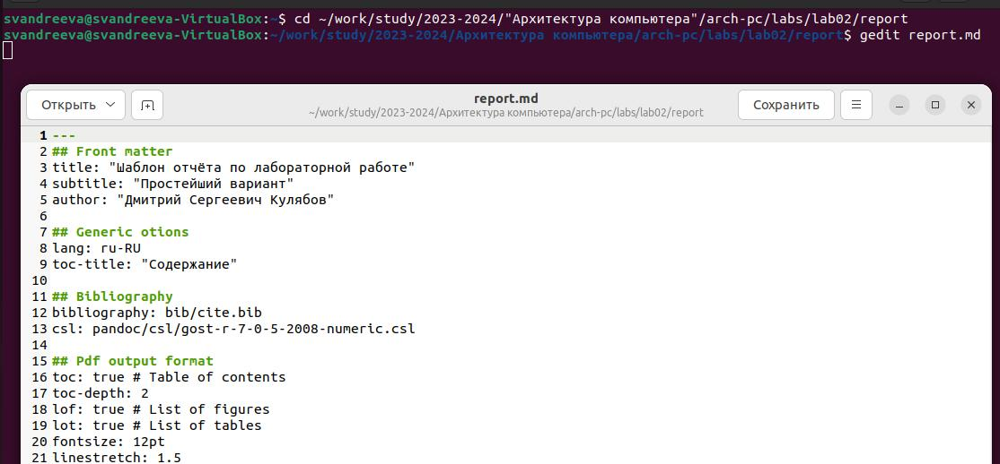 svandreeva@svandreeva-VirtualBox:~$ cd ~/work/study/2023-2024/"Архитектура компьютера"/arch-pc/labs/lab02/report
svandreeva@svandreeva-VirtualBox:~/work/study/2023-2024/Архитектура компьютера/arch-pc/labs/lab02/report$ gedit report.md
Открыть
report.md
~/work/study/2023-2024/Архитектура компьютера/arch-pc/labs/lab02/report
Сохранить
1 ---
2 ## Front matter
3 title: "Шаблон отчёта по лабораторной работе"
4 subtitle: "Простейший вариант"
5 author: "Дмитрий Сергеевич Кулябов"
6
7 ## Generic otions
8 lang: ru-RU
9 toc-title: "Содержание"
10
11 ## Bibliography
12 bibliography: bib/cite.bib
13 csl: pandoc/csl/gost-r-7-0-5-2008-numeric.csl
14
15 ## Pdf output format
16 toc: true # Table of contents
17 toc-depth: 2
18 lof: true # List of figures
19 lot: true # List of tables
20 fontsize: 12pt
21 linestretch: 1.5